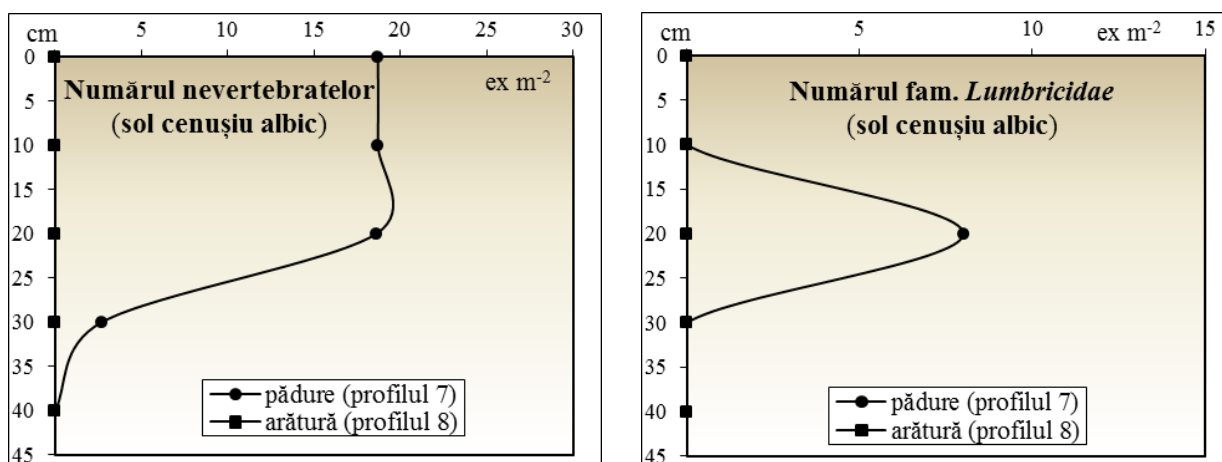 cm 5 10 15 20 25 30
0
Numărul nevertebratelor ex m-2
5
(sol cenușiu albic)
10
15
20
25
30
35
pădure (profilul 7)
40
arătură (profilul 8)
45
cm 5 10 ex m-2 15
0
Numărul fam. Lumbricidae
5
(sol cenușiu albic)
10
15
20
25
30
35
pădure (profilul 7)
40
arătură (profilul 8)
45